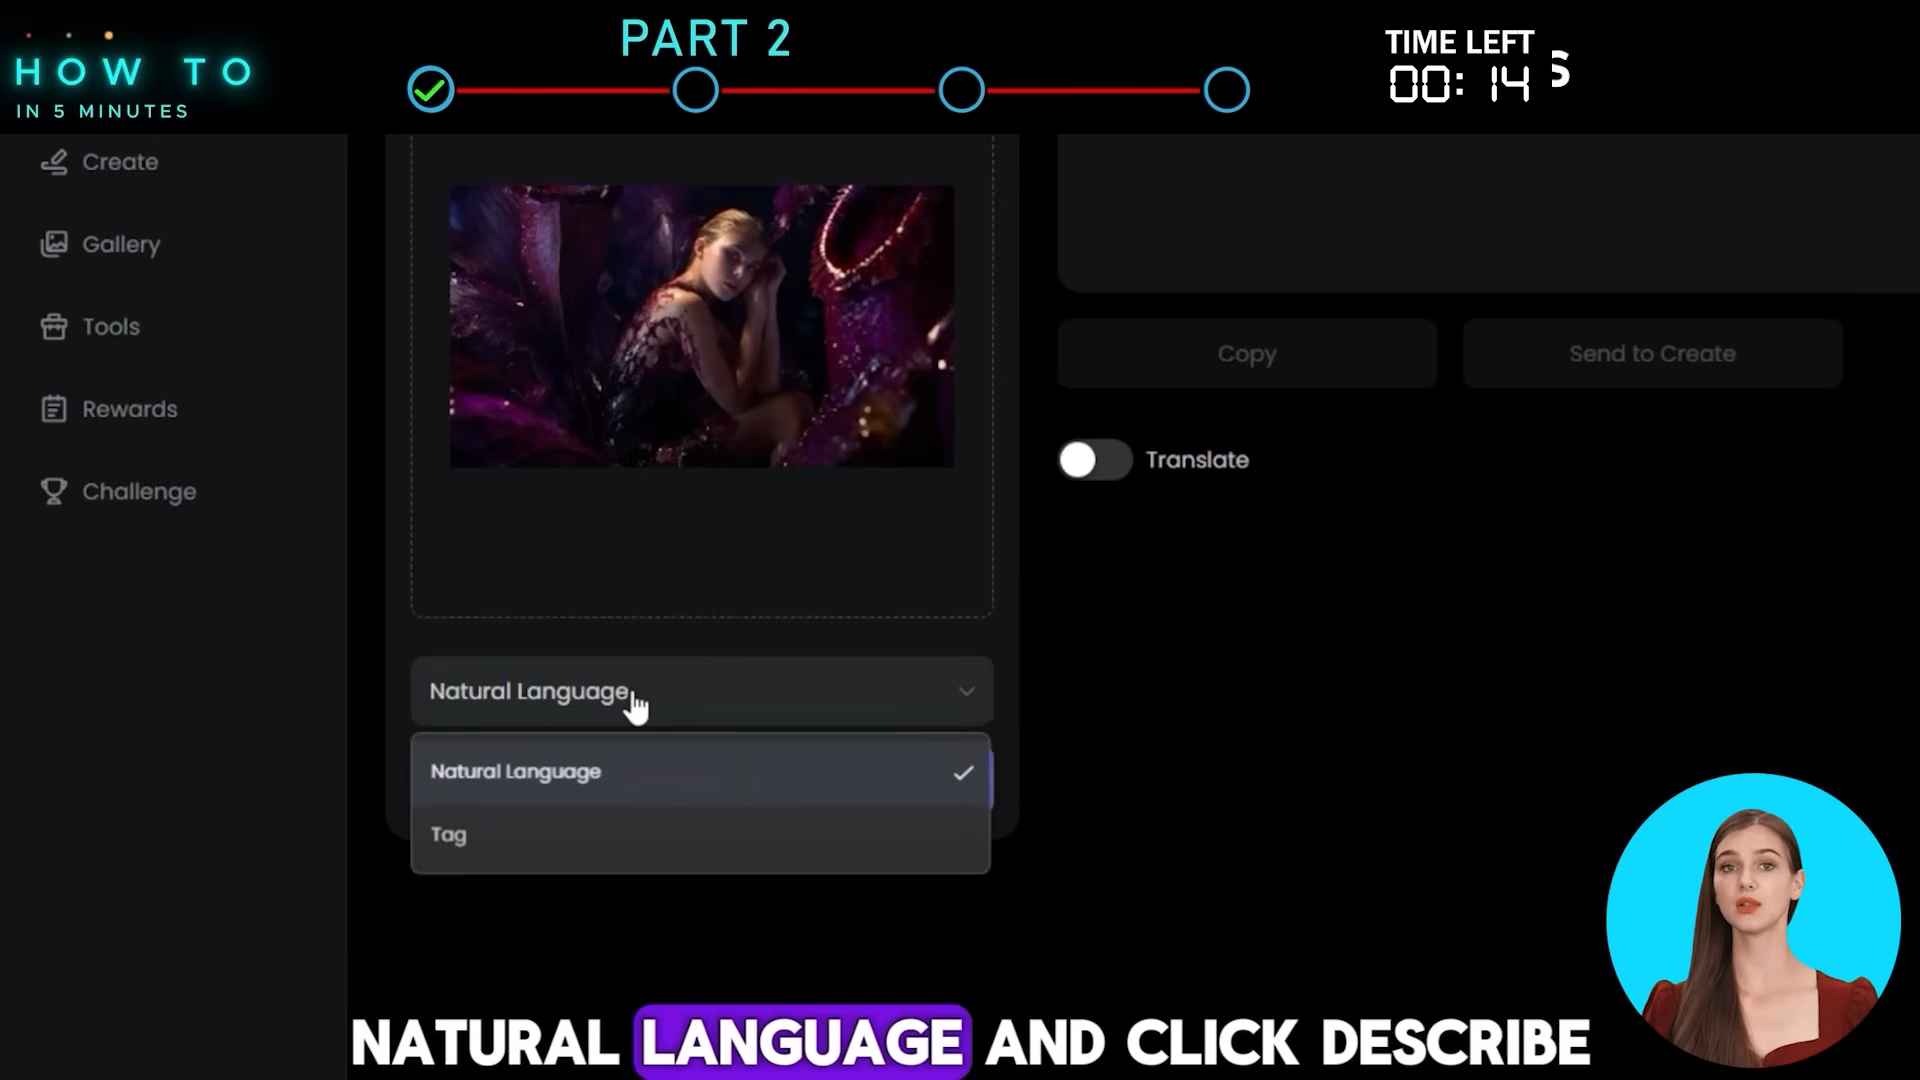 HOW TO
IN 5 MINUTES
PART 2
TIME LEFT
00: 14 S
Create
Gallery
Tools
Rewards
Challenge
Copy
Send to Create
Translate
Natural Language
Natural Language
Tag
NATURAL LANGUAGE AND CLICK DESCRIBE